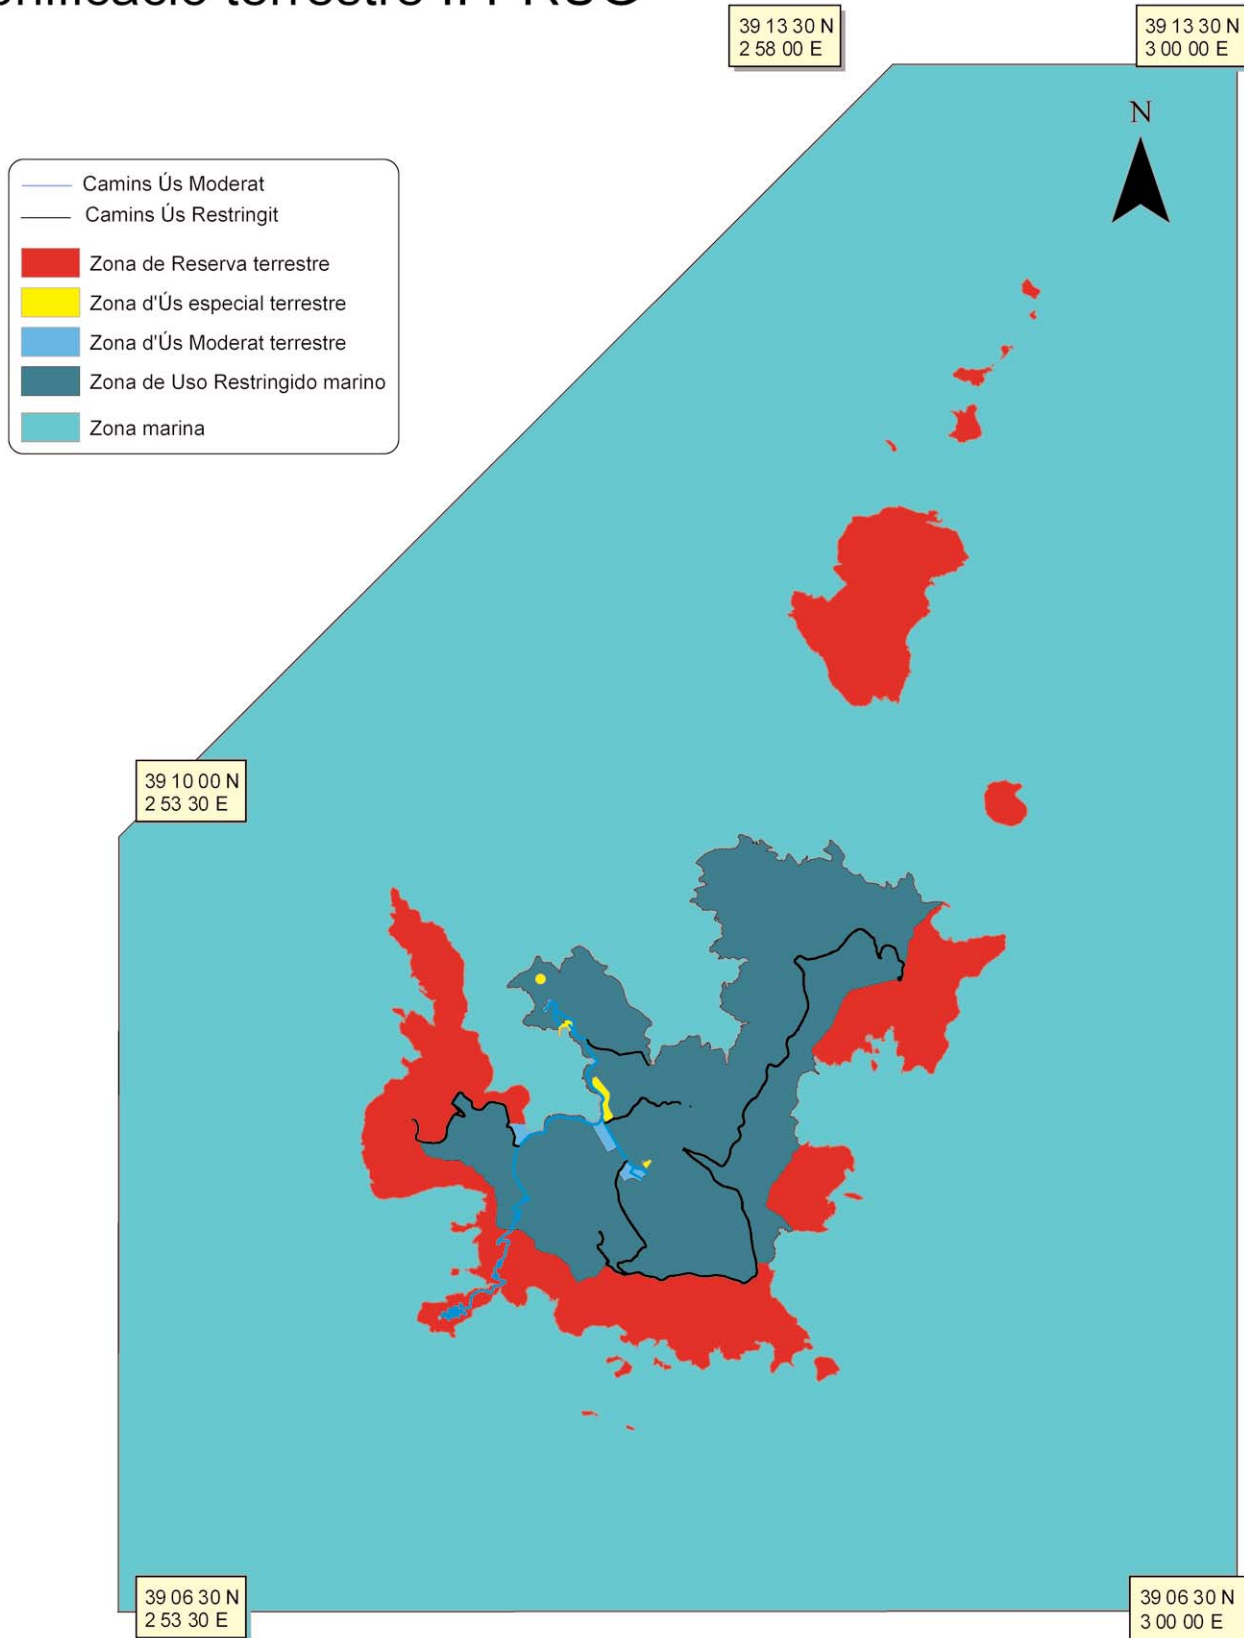 terrestre
39 13 30 N
2 58 00 E
39 13 30 N
3 00 00 E
N
Camins Ús Moderat
Camins Ús Restringit
Zona de Reserva terrestre
Zona d'Ús especial terrestre
Zona d'Ús Moderat terrestre
Zona de Uso Restringido marino
Zona marina
39 10 00 N
2 53 30 E
39 06 30 N
2 53 30 E
39 06 30 N
3 00 00 E